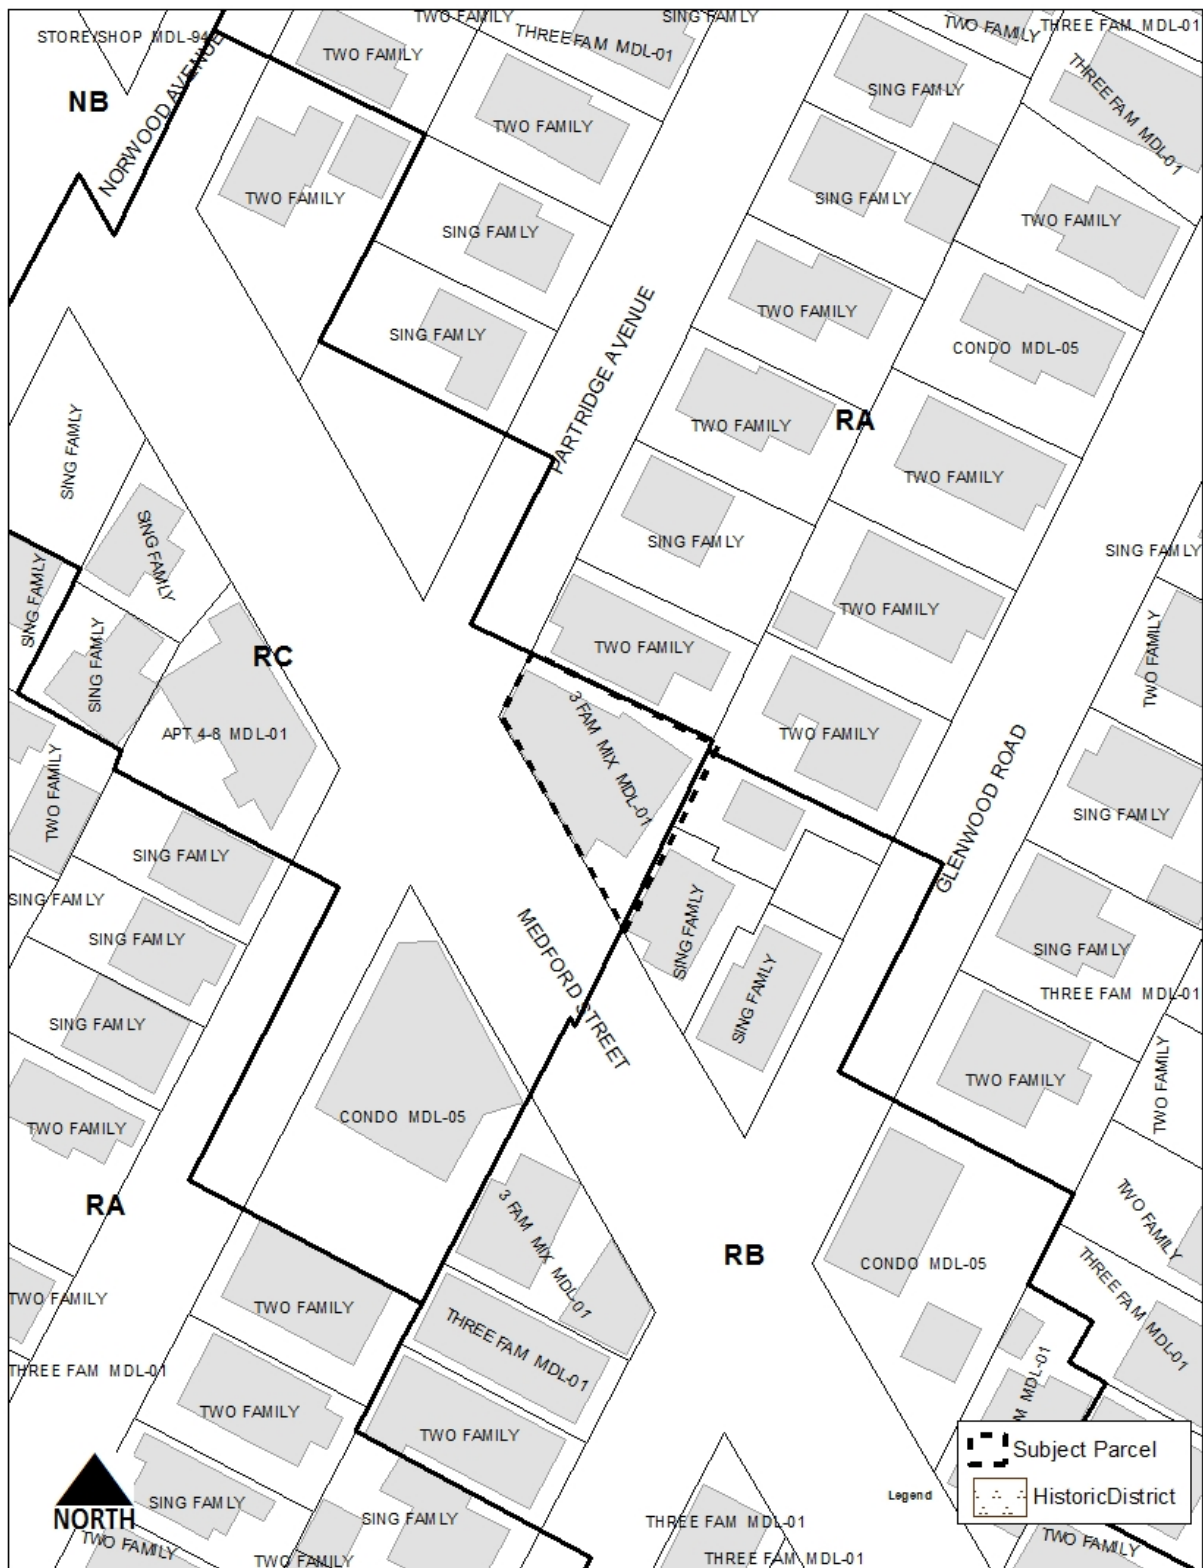 TWO FAMILY
SING FAMLY
STORE/SHOP MDL-94
THREE FAM MDL-01
TWO FAMILY
THREE FAM MDL-01
TWO FAMILY
SING FAMLY
THREE FAM MDL-01
NB
NORWOOD AVENUE
TWO FAMILY
TWO FAMILY
SING FAMLY
TWO FAMILY
SING FAMLY
TWO FAMILY
SING FAMLY
PARTRIDGE AVENUE
CONDO MDL-05
TWO FAMILY
RA
TWO FAMILY
SING FAMLY
TWO FAMILY
SING FAMLY
SING FAMLY
SING FAMLY
SING FAMLY
TWO FAMILY
TWO FAMILY
SING FAMLY
RC
TWO FAMILY
APT 4-8 MDL-01
3 FAM MIX MDL-01
TWO FAMILY
GLENWOOD ROAD
TWO FAMILY
SING FAMLY
SING FAMLY
SING FAMLY
SING FAMLY
MEDFORD STREET
SING FAMLY
SING FAMLY
SING FAMLY
THREE FAM MDL-01
SING FAMLY
TWO FAMILY
TWO FAMILY
CONDO MDL-05
TWO FAMILY
RA
3 FAM MIX MDL-01
RB
CONDO MDL-05
TWO FAMILY
THREE FAM MDL-01
TWO FAMILY
TWO FAMILY
THREE FAM MDL-01
THREE FAM MDL-01
M MDL-01
TWO FAMILY
TWO FAMILY
Subject Parcel
Legend
HistoricDistrict
NORTH
SING FAMLY
SING FAMLY
THREE FAM MDL-01
TWO FAMILY
TWO FAMILY
THREE FAM MDL-01
TWO FAMILY